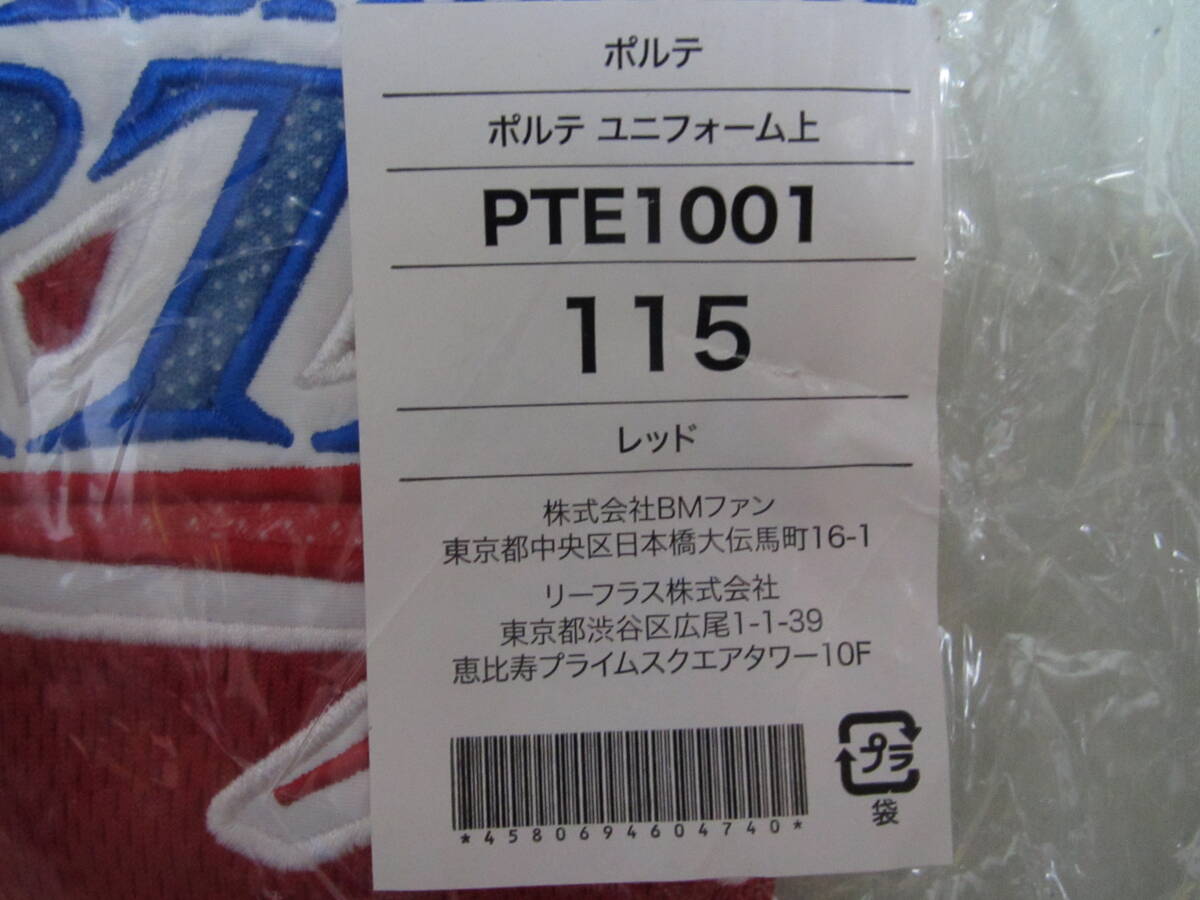 ポルテ
ポルテ ユニフォーム上
PTE1001
115
レッド
株式会社BMファン
東京都中央区日本橋大伝馬町16-1
リーフラス株式会社
東京都渋谷区広尾1-1-39
恵比寿プライムスクエアタワー10F
*4580694604740*
プラ
袋